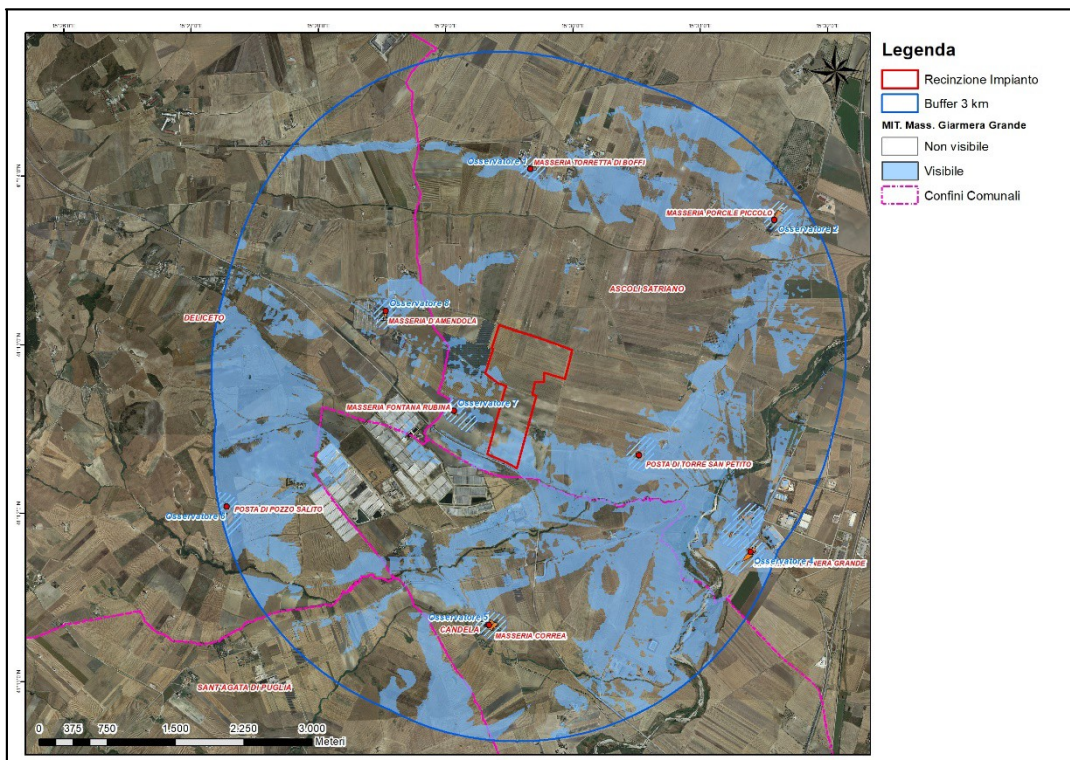 Legenda
Recinzione Impianto
Buffer 3 km
MIT. Mass. Giarmera Grande
Non visibile
Visibile
Confini Comunali
Osservatore
MASSERIA TORRETTA DI BOFFI
MASSERIA PORCILE PICCOLO
Osservatore 2
ASCOLI SATRIANO
DELICETO
Osservatore
MASSERIA D'AMENDOLA
MASSERIA FONTANA RUBINA
Osservatore 7
POSTA DI TORRE SAN PETITO
POSTA DI POZZO SALITO
Osservatore
Osservatore
NERA GRANDE
Osservatore 5
CANDELA
MASSERIA CORREA
SANT'AGATA DI PUGLIA
0 375 750 1.500 2.250 3.000
Meteri